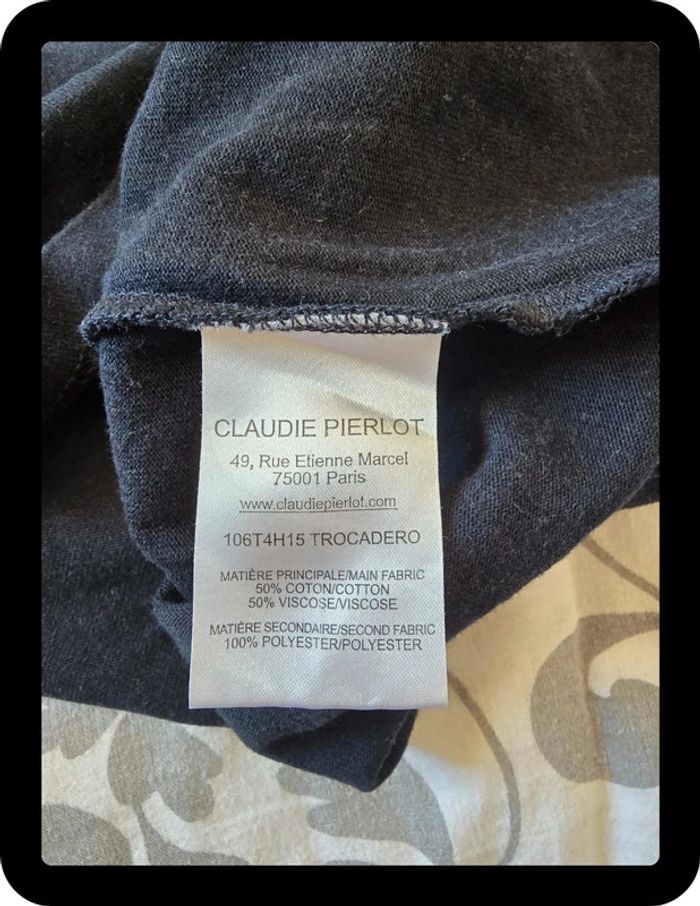 CLAUDIE PIERLOT
49, Rue Etienne Marcel
75001 Paris
www.claudiepierlot.com
106T4H15 TROCADERO
MATIÈRE PRINCIPALE/MAIN FABRIC
50% COTON/COTTON
50% VISCOSE/VISCOSE
MATIÈRE SECONDAIRE/SECOND FABRIC
100% POLYESTER/POLYESTER